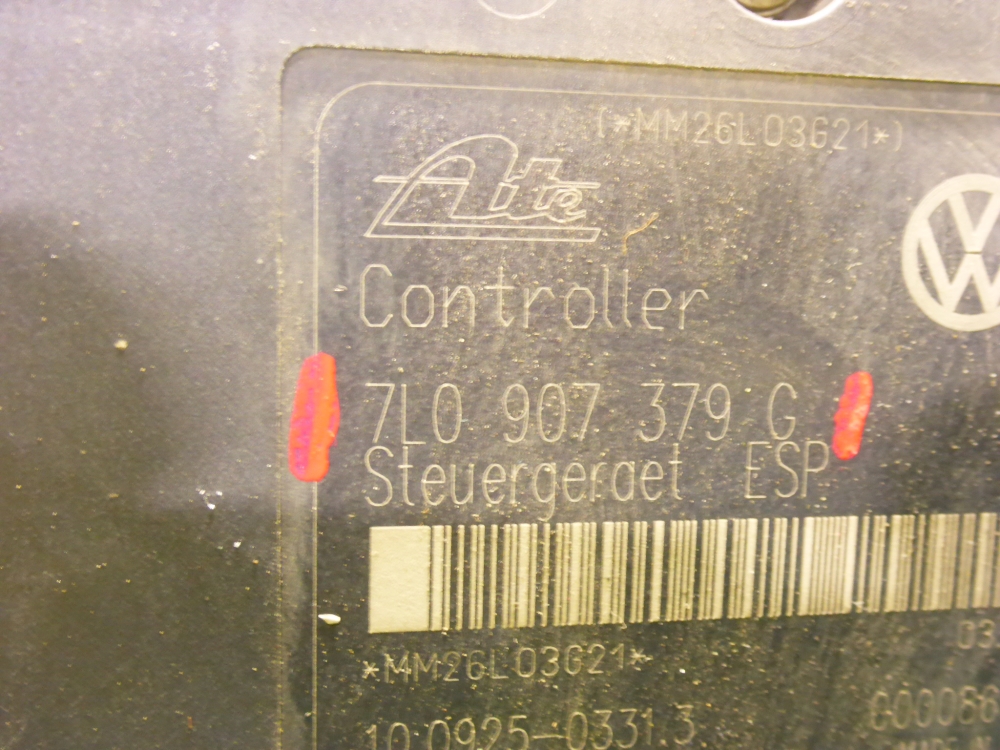 (*MM26L03G21*)
Ate
Controller
7L0 907 379 G
Steuergeraet ESP
*MM26L03G21*
10.0925-0331.3